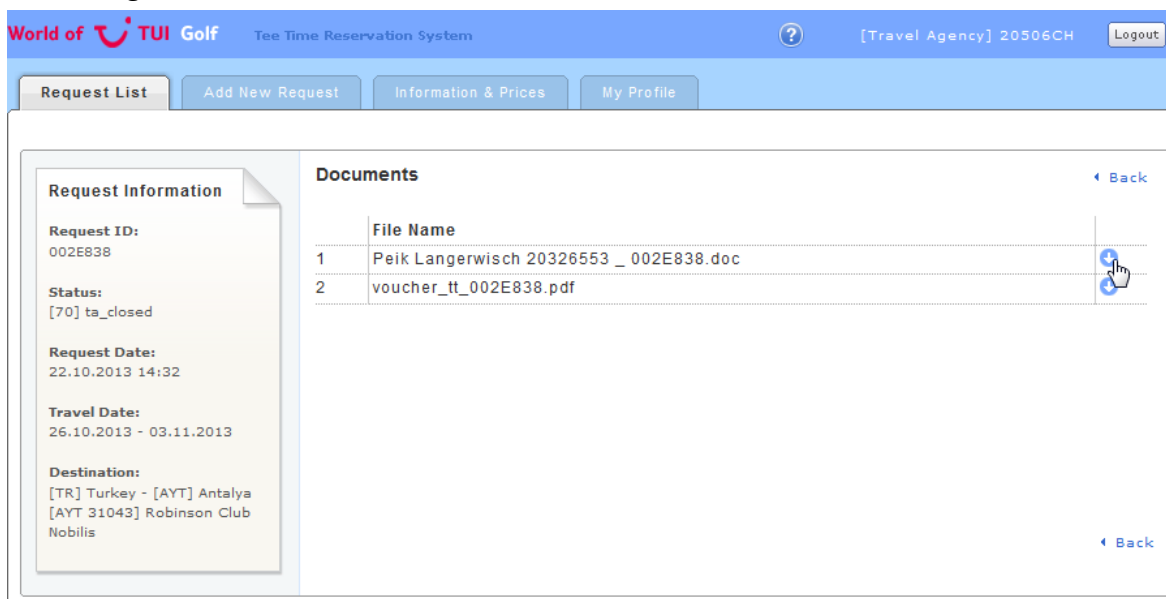 World of TUI Golf Tee Time Reservation System ? [Travel Agency] 20506CH Logout
Request List Add New Request Information & Prices My Profile
Request Information
Request ID:
002E838
Status:
[70] ta_closed
Request Date:
22.10.2013 14:32
Travel Date:
26.10.2013 - 03.11.2013
Destination:
[TR] Turkey - [AYT] Antalya
[AYT 31043] Robinson Club
Nobilis
Documents
Back
File Name
1 Peik Langerwisch 20326553 _ 002E838.doc
2 voucher_tt_002E838.pdf
Back